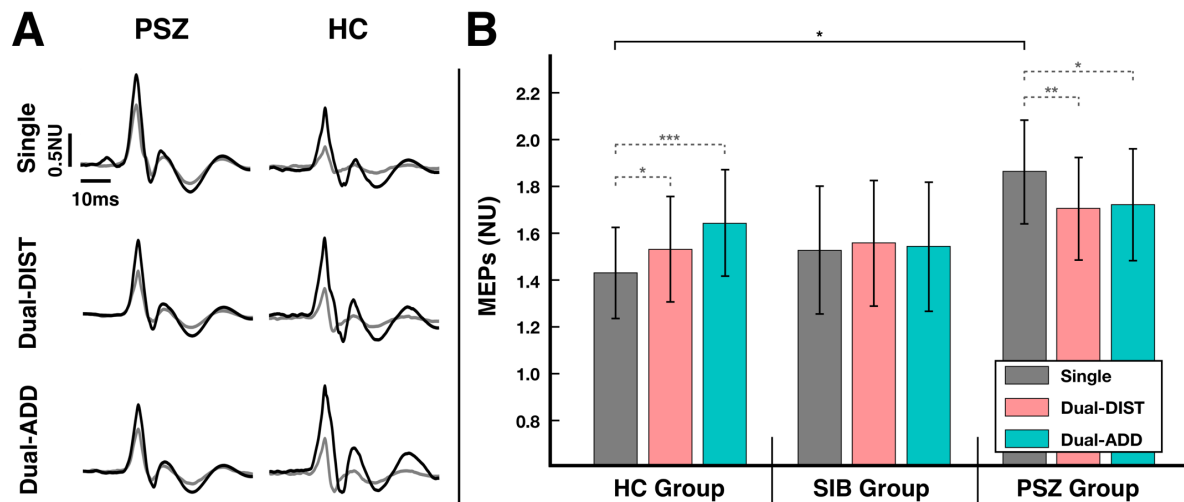 A
PSZ
HC
Single
0.5NU
10ms
Dual-DIST
Dual-ADD
B
*
MEPs (NU)
2.2
2.0
1.8
1.6
1.4
1.2
1.0
0.8
***
*
*
**
Single
Dual-DIST
Dual-ADD
HC Group
SIB Group
PSZ Group